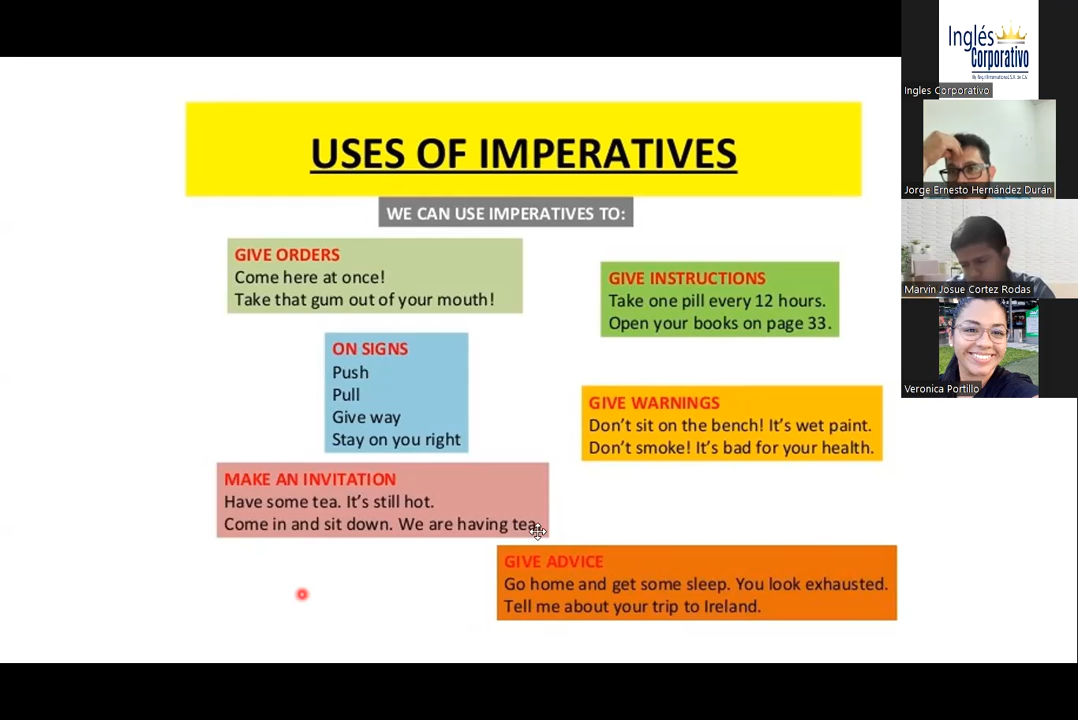 USES OF IMPERATIVES
WE CAN USE IMPERATIVES TO:
GIVE ORDERS
Come here at once!
Take that gum out of your mouth!
GIVE INSTRUCTIONS
Take one pill every 12 hours.
Open your books on page 33.
ON SIGNS
Push
Pull
Give way
Stay on you right
GIVE WARNINGS
Don't sit on the bench! It's wet paint.
Don't smoke! It's bad for your health.
MAKE AN INVITATION
Have some tea. It's still hot.
Come in and sit down. We are having tea.
GIVE ADVICE
Go home and get some sleep. You look exhausted.
Tell me about your trip to Ireland.
Inglés
Corporativo
Ingles Corporativo
Jorge Ernesto Hernández Durán
Marvin Josue Cortez Rodas
Veronica Portillo